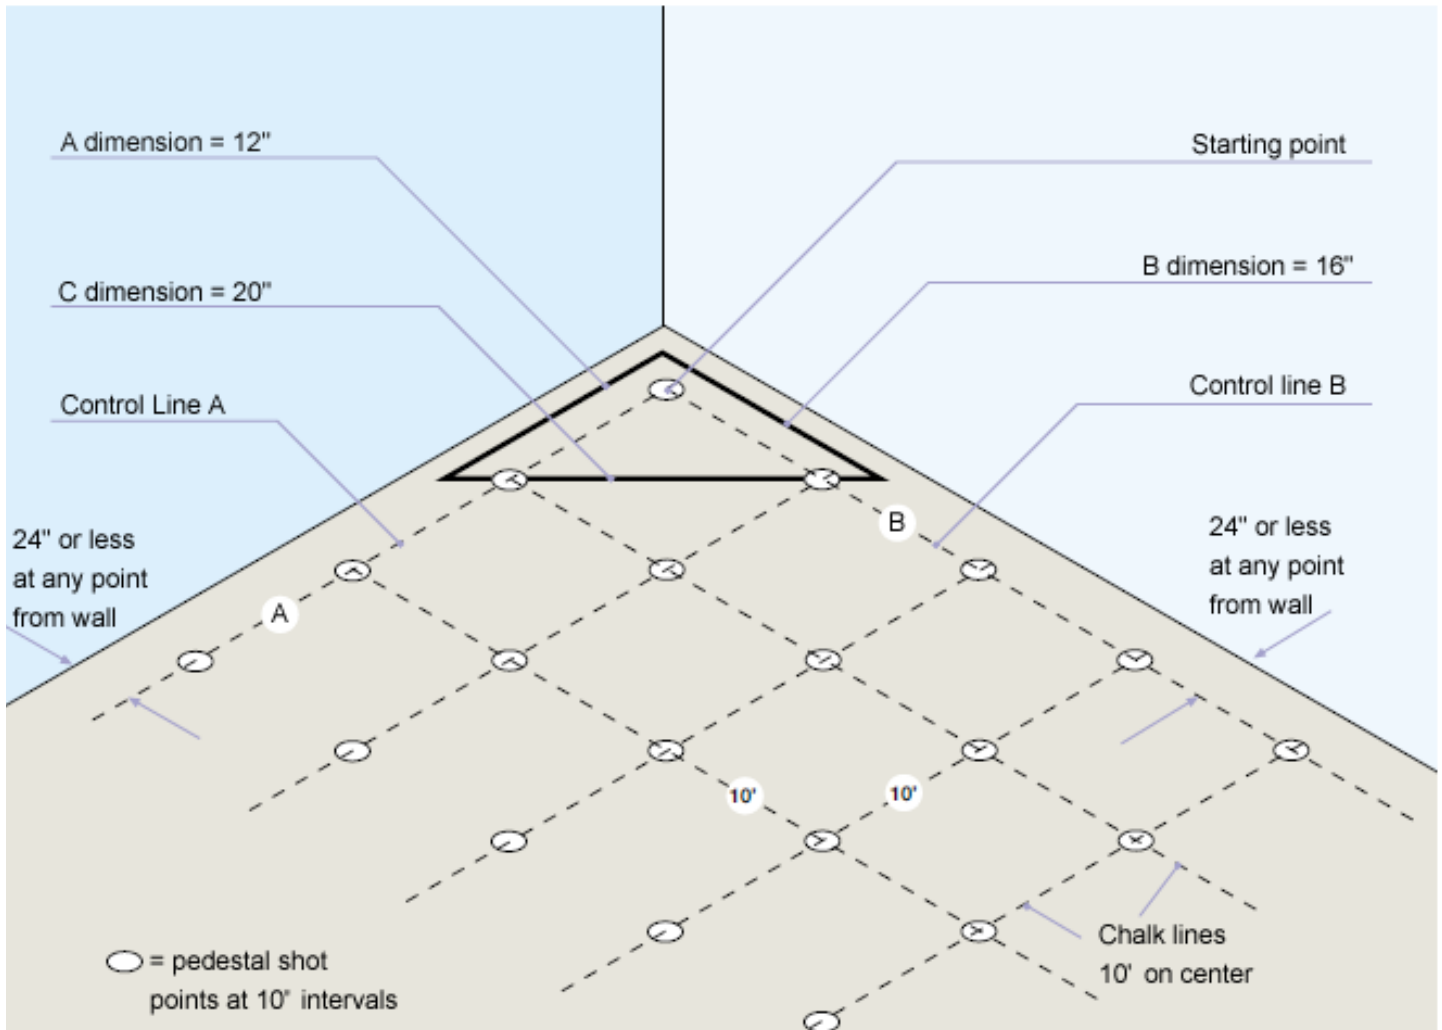 A dimension = 12"
Starting point
C dimension = 20"
B dimension = 16"
Control Line A
Control line B
24" or less
at any point
from wall
24" or less
at any point
from wall
B
A
10'
10'
Chalk lines
10' on center
= pedestal shot
points at 10" intervals